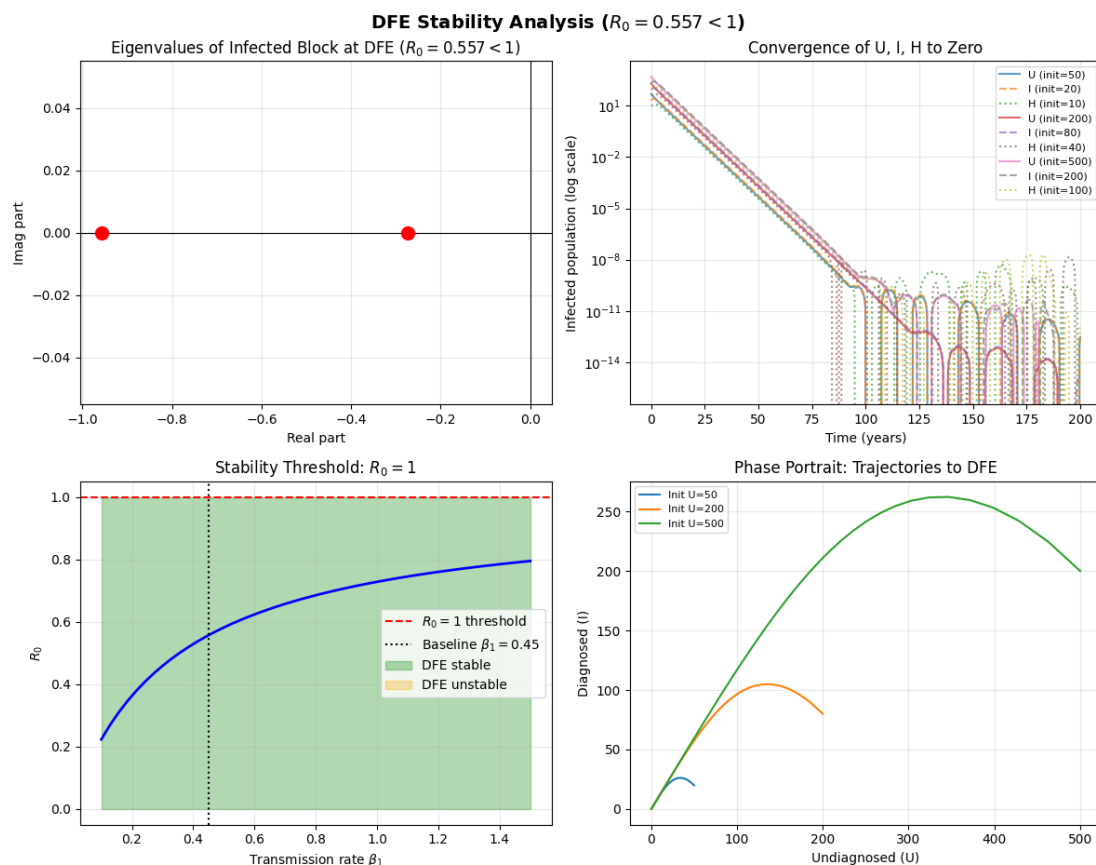 DFE Stability Analysis (R₀ = 0.557 < 1)
Eigenvalues of Infected Block at DFE (R₀ = 0.557 < 1)
Imag part
0.04
0.02
0.00
−0.02
−0.04
−1.0 −0.8 −0.6 −0.4 −0.2 0.0
Real part
Convergence of U, I, H to Zero
Infected population (log scale)
10¹
10⁻²
10⁻⁵
10⁻⁸
10⁻¹¹
10⁻¹⁴
U (init=50)
I (init=20)
H (init=10)
U (init=200)
I (init=80)
H (init=40)
U (init=500)
I (init=200)
H (init=100)
0 25 50 75 100 125 150 175 200
Time (years)
Stability Threshold: R₀ = 1
R₀
1.0
0.8
0.6
0.4
0.2
0.0
R₀ = 1 threshold
Baseline β₁ = 0.45
DFE stable
DFE unstable
0.2 0.4 0.6 0.8 1.0 1.2 1.4
Transmission rate β₁
Phase Portrait: Trajectories to DFE
Diagnosed (I)
250
200
150
100
50
0
Init U=50
Init U=200
Init U=500
0 100 200 300 400 500
Undiagnosed (U)